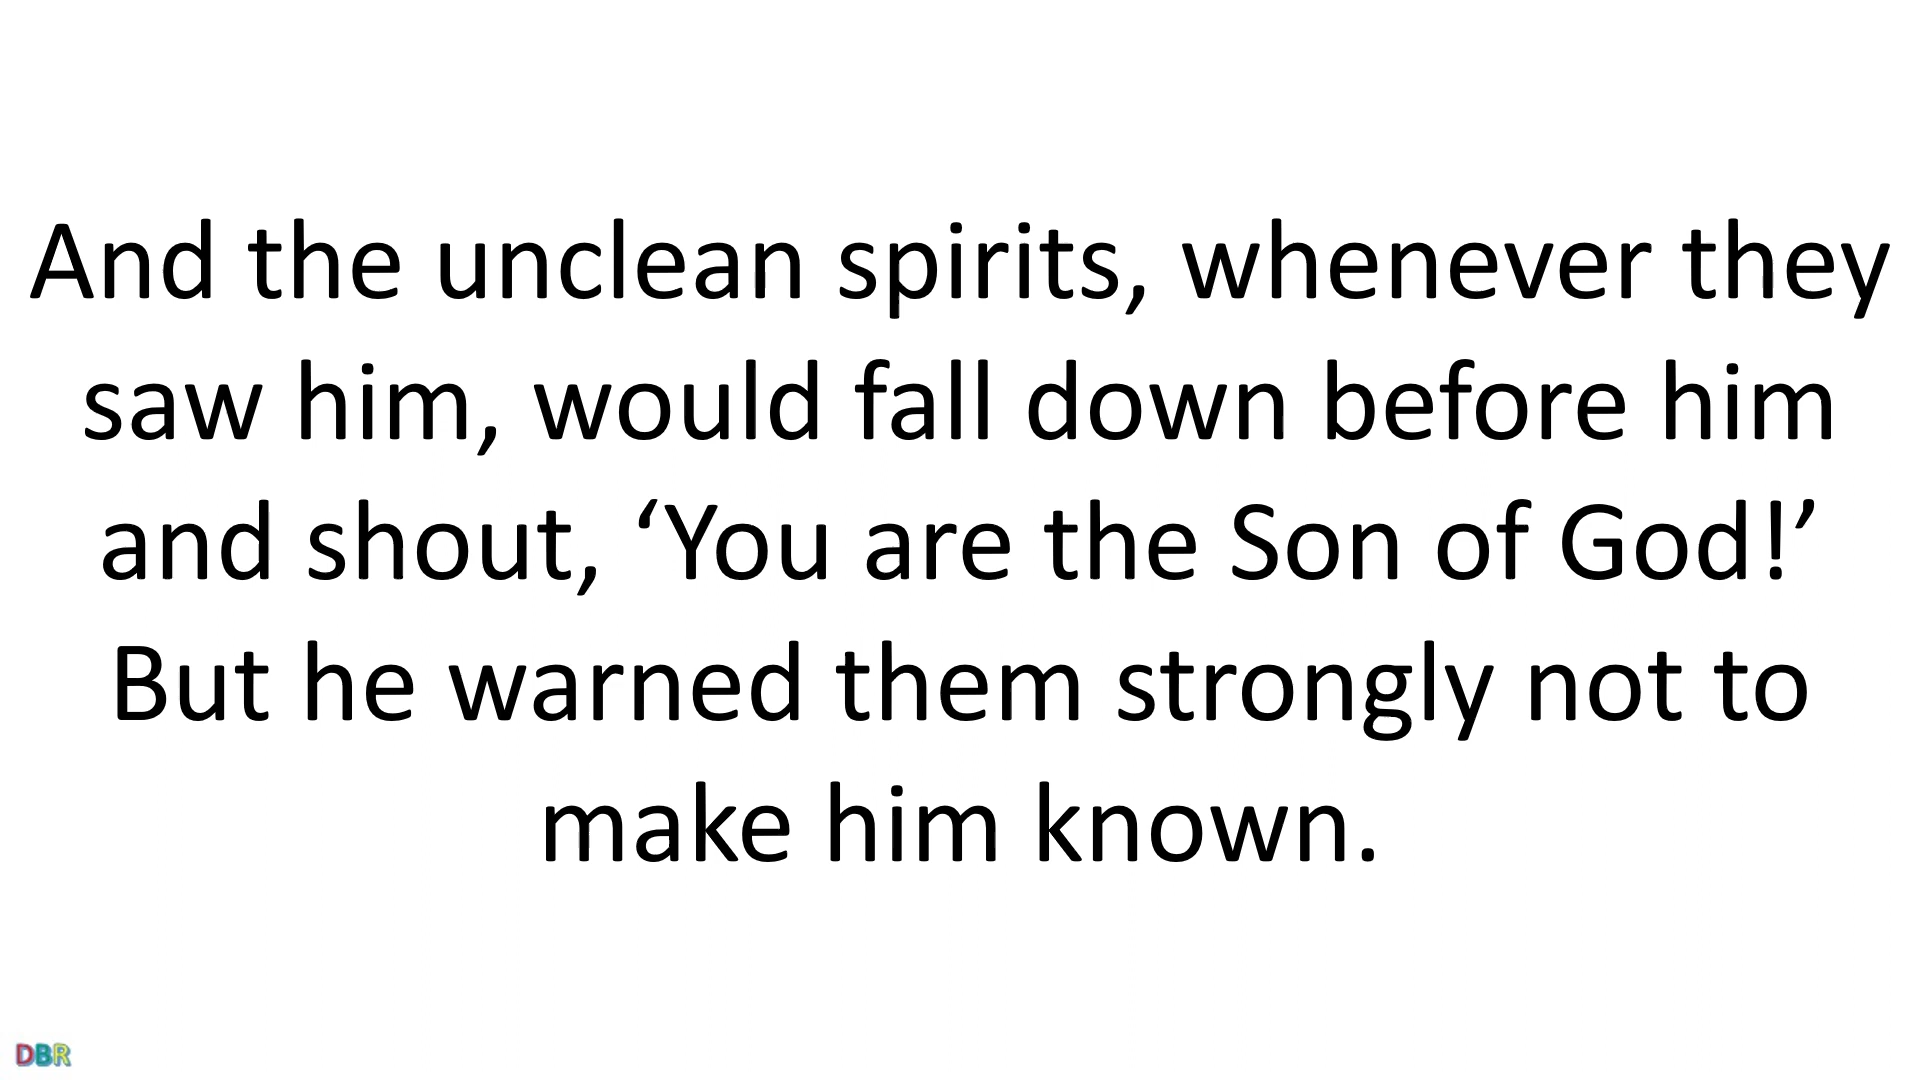 And the unclean spirits, whenever they
saw him, would fall down before him
and shout, ‘You are the Son of God!’
But he warned them strongly not to
make him known.
DBR